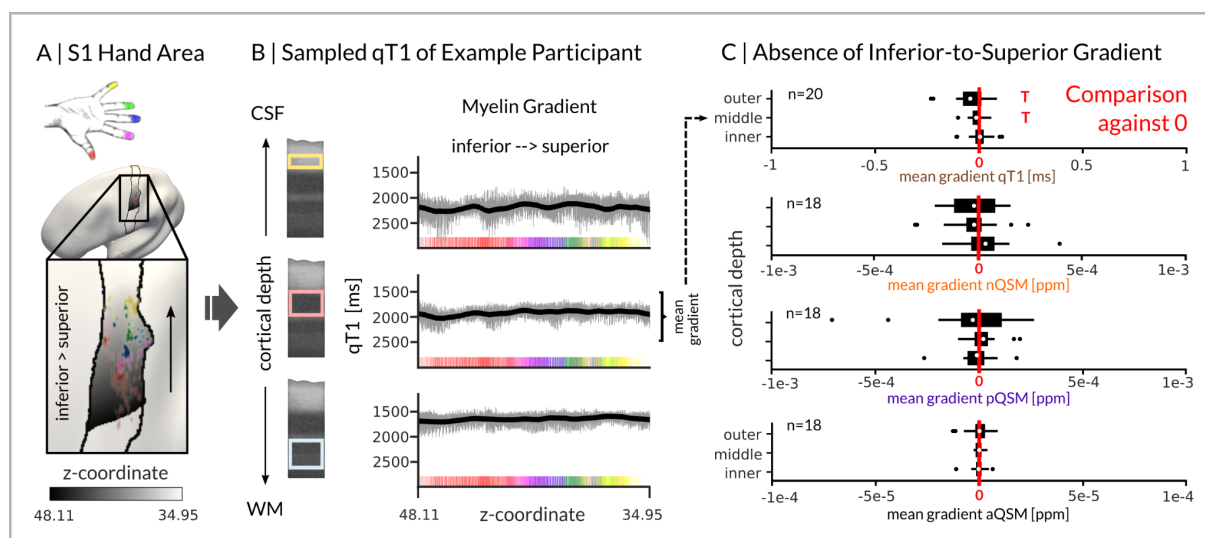 A | S1 Hand Area
inferior > superior
z-coordinate
48.11 34.95
B | Sampled qT1 of Example Participant
CSF
cortical depth
WM
Myelin Gradient
inferior --> superior
qT1 [ms]
1500
2000
2500
1500
2000
2500
1500
2000
2500
48.11 z-coordinate 34.95
mean
gradient
C | Absence of Inferior-to-Superior Gradient
Comparison
against 0
cortical depth
n=20
outer T
middle T
inner
-1 -0.5 0 0.5 1
mean gradient qT1 [ms]
n=18
-1e-3 -5e-4 0 5e-4 1e-3
mean gradient nQSM [ppm]
n=18
-1e-3 -5e-4 0 5e-4 1e-3
mean gradient pQSM [ppm]
n=18
outer
middle
inner
-1e-4 -5e-5 0 5e-5 1e-4
mean gradient aQSM [ppm]